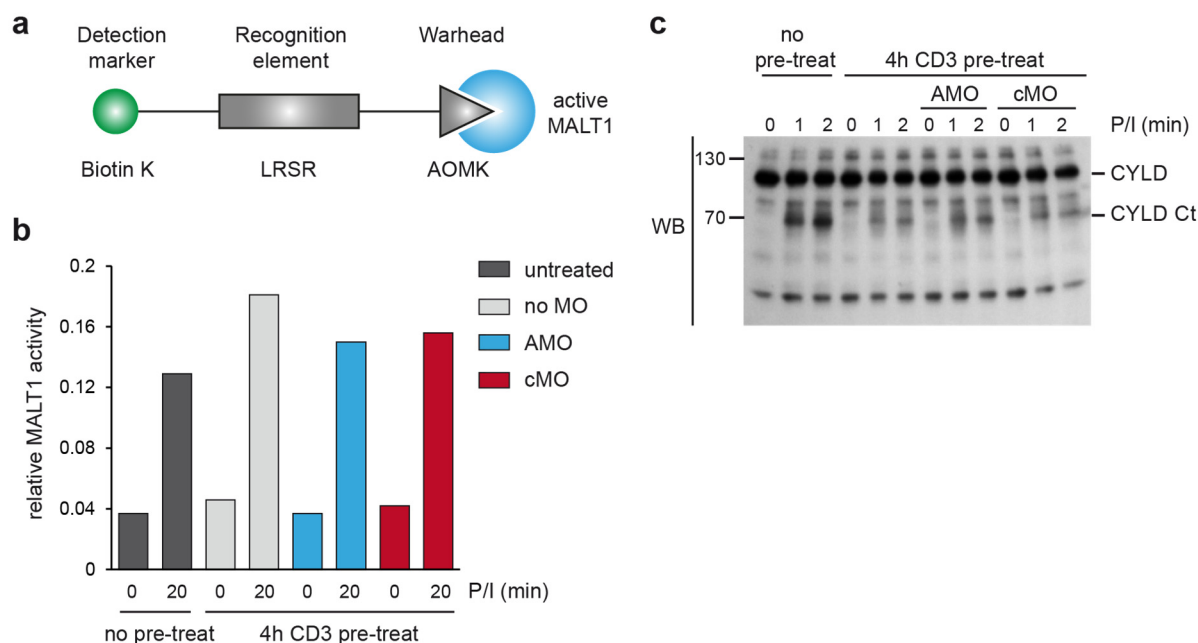 a
Detection marker
Recognition element
Warhead
active MALT1
Biotin K
LRSR
AOMK
b
relative MALT1 activity
0.2
0.16
0.12
0.08
0.04
0
untreated
no MO
AMO
cMO
0 20 0 20 0 20 0 20 P/I (min)
no pre-treat 4h CD3 pre-treat
c
no pre-treat
4h CD3 pre-treat
AMO cMO
0 1 2 0 1 2 0 1 2 0 1 2 P/I (min)
WB
130
70
CYLD
CYLD Ct